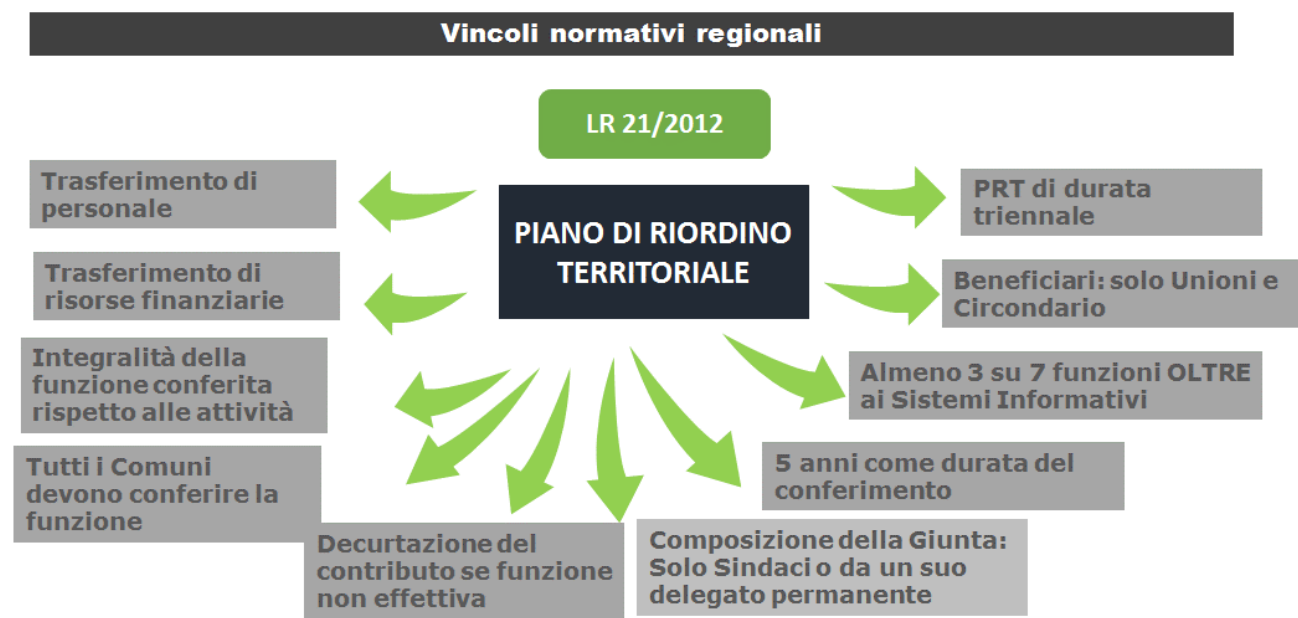 Vincoli normativi regionali
LR 21/2012
PIANO DI RIORDINO
TERRITORIALE
Trasferimento di
personale
Trasferimento di
risorse finanziarie
Integralità della
funzione conferita
rispetto alle attività
Tutti i Comuni
devono conferire la
funzione
Decurtazione del
contributo se funzione
non effettiva
Composizione della Giunta:
Solo Sindaci o da un suo
delegato permanente
5 anni come durata del
conferimento
Almeno 3 su 7 funzioni OLTRE
ai Sistemi Informativi
Beneficiari: solo Unioni e
Circondario
PRT di durata
triennale